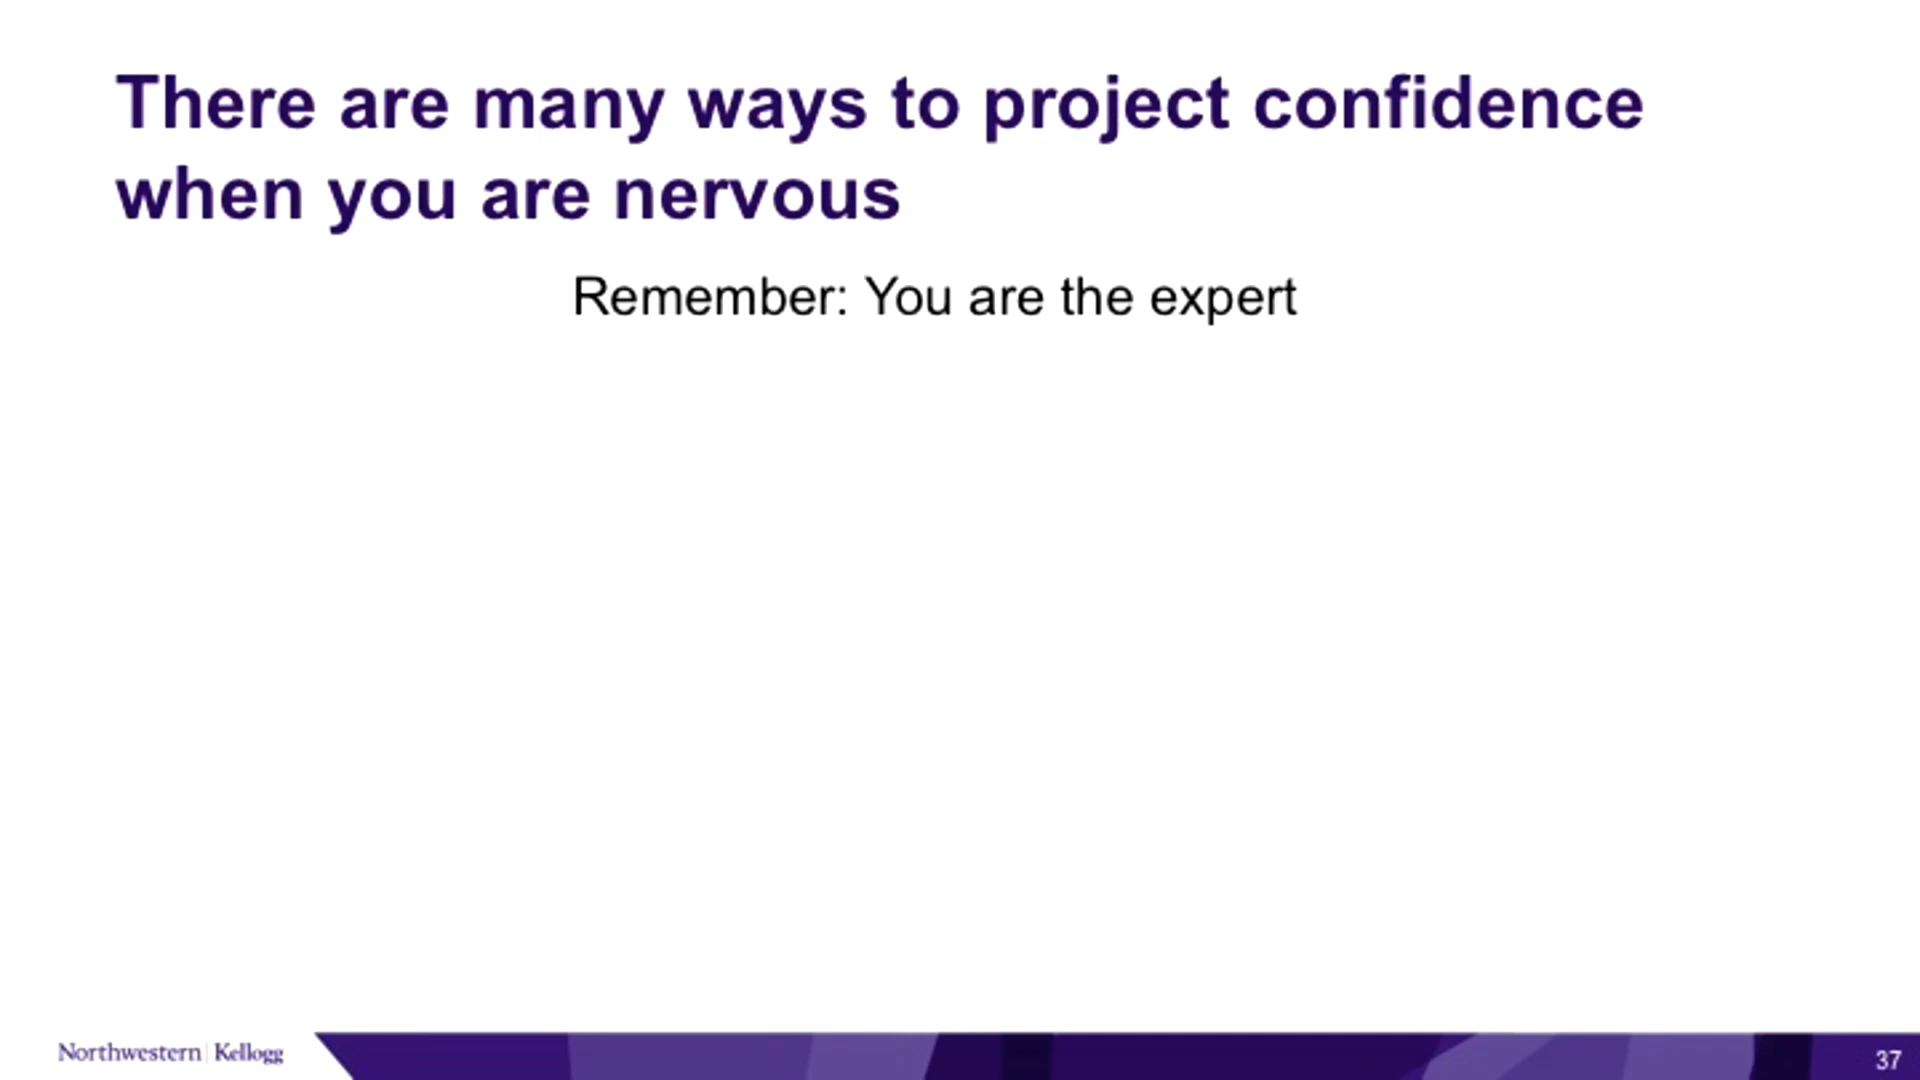 There are many ways to project confidence
when you are nervous
Remember: You are the expert
Northwestern | Kellogg
37